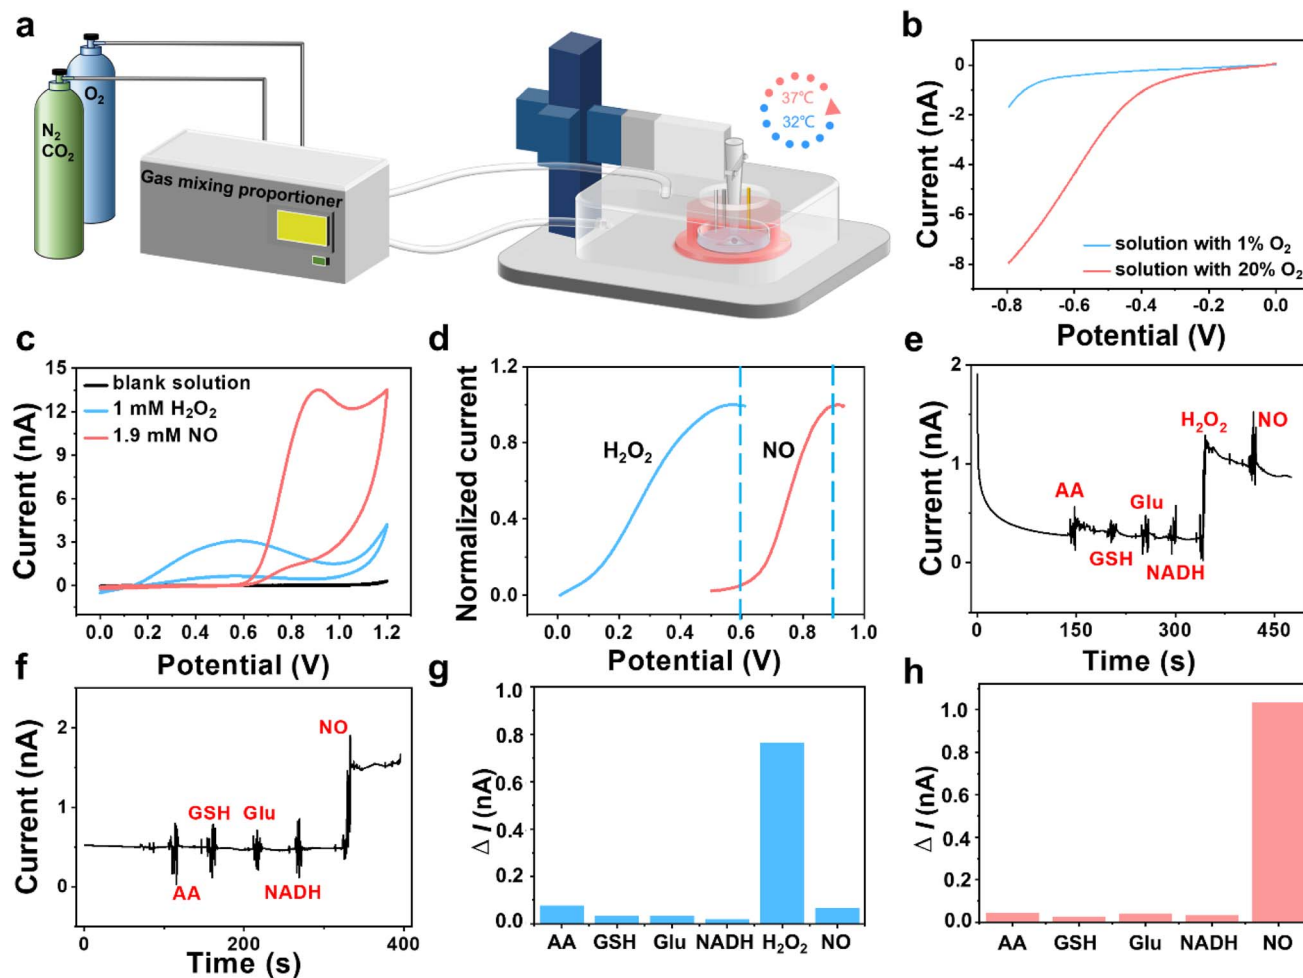 a
O2
N2
CO2
Gas mixing proportioner
37℃
32℃
b
0
-2
-4
-6
-8
Current (nA)
solution with 1% O2
solution with 20% O2
-0.8
-0.6
-0.4
-0.2
0.0
Potential (V)
c
15
12
9
6
3
0
Current (nA)
blank solution
1 mM H2O2
1.9 mM NO
0.0
0.2
0.4
0.6
0.8
1.0
1.2
Potential (V)
d
1.2
0.8
0.4
0.0
Normalized current
H2O2
NO
0.0
0.2
0.4
0.6
0.8
1.0
Potential (V)
e
2
1
0
Current (nA)
AA
GSH
Glu
NADH
H2O2
NO
0
150
300
450
Time (s)
f
2
1
0
Current (nA)
AA
GSH
Glu
NADH
NO
0
200
400
Time (s)
g
1.0
0.8
0.6
0.4
0.2
0.0
Δ I (nA)
AA
GSH
Glu
NADH
H2O2
NO
h
1.0
0.8
0.6
0.4
0.2
0.0
Δ I (nA)
AA
GSH
Glu
NADH
NO